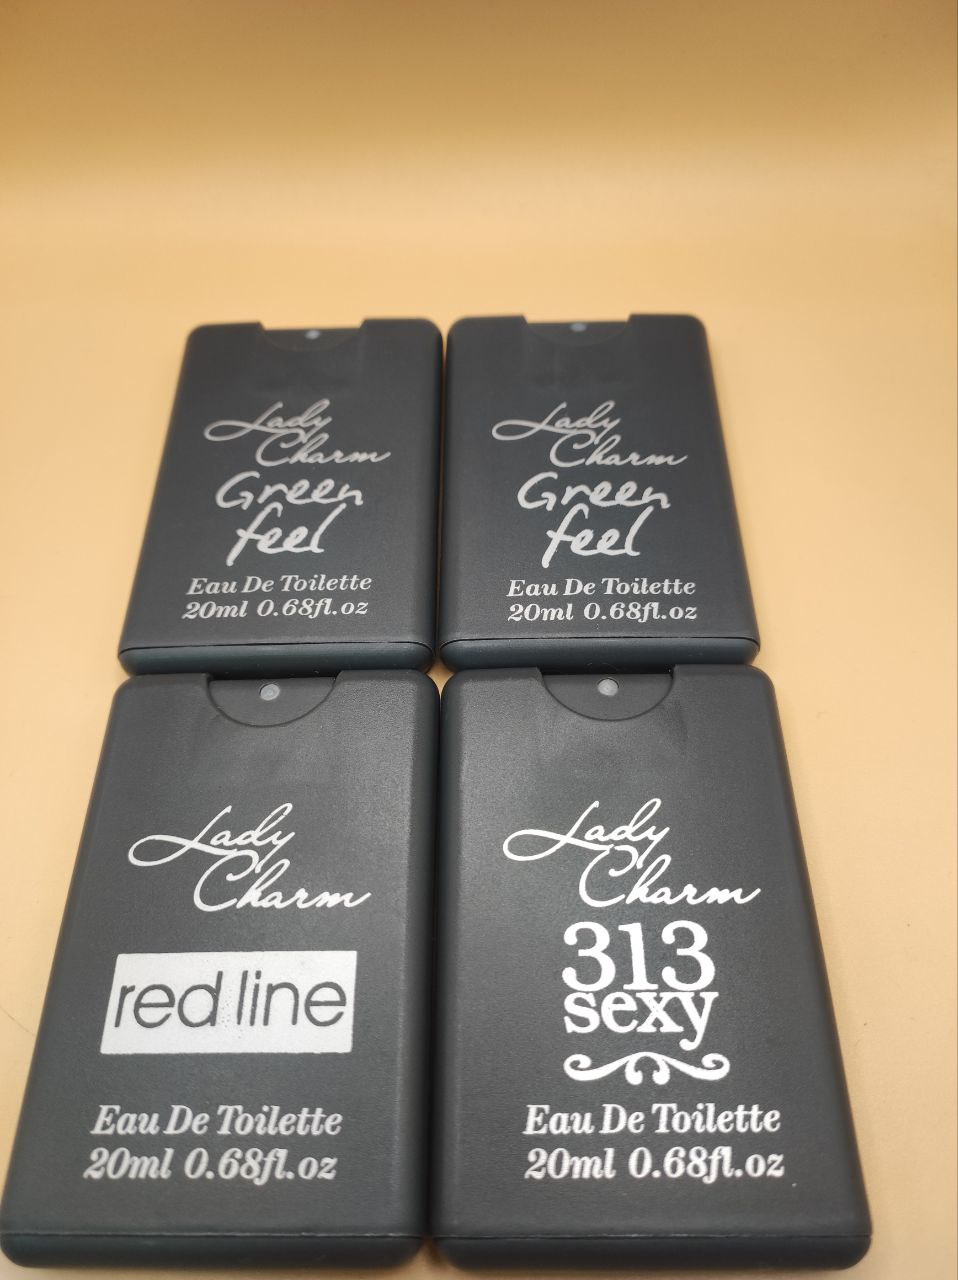 Lady
Charm
Green
feel
Eau De Toilette
20ml 0.68fl.oz
Lady
Charm
Green
feel
Eau De Toilette
20ml 0.68fl.oz
Lady
Charm
red line
Eau De Toilette
20ml 0.68fl.oz
Lady
Charm
313
sexy
Eau De Toilette
20ml 0.68fl.oz